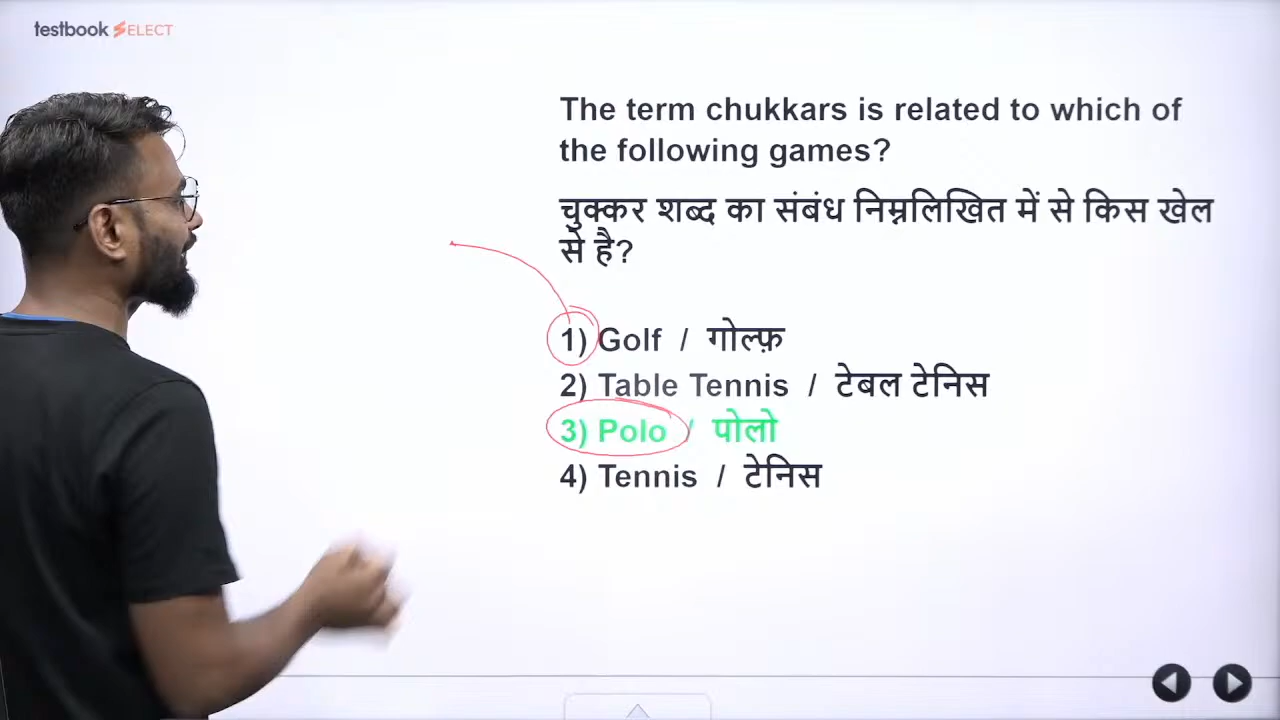 testbook SELECT
The term chukkars is related to which of
the following games?
चुक्कर शब्द का संबंध निम्नलिखित में से किस खेल
से है?
1) Golf / गोल्फ़
2) Table Tennis / टेबल टेनिस
3) Polo / पोलो
4) Tennis / टेनिस